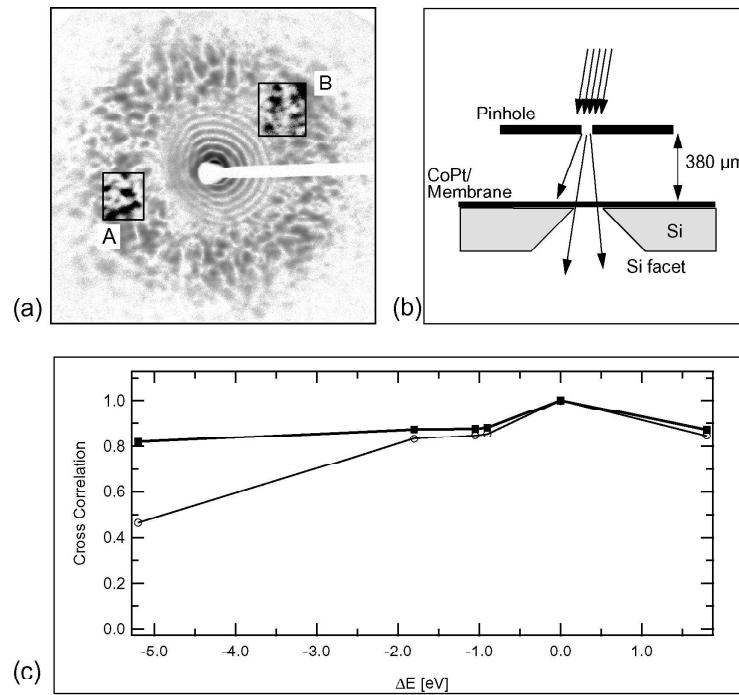 (a)
A
B
(b)
Pinhole
380 μm
CoPt/
Membrane
Si
Si facet
(c)
Cross Correlation
1.0
0.8
0.6
0.4
0.2
0.0
-5.0 -4.0 -3.0 -2.0 -1.0 0.0 1.0
ΔE [eV]